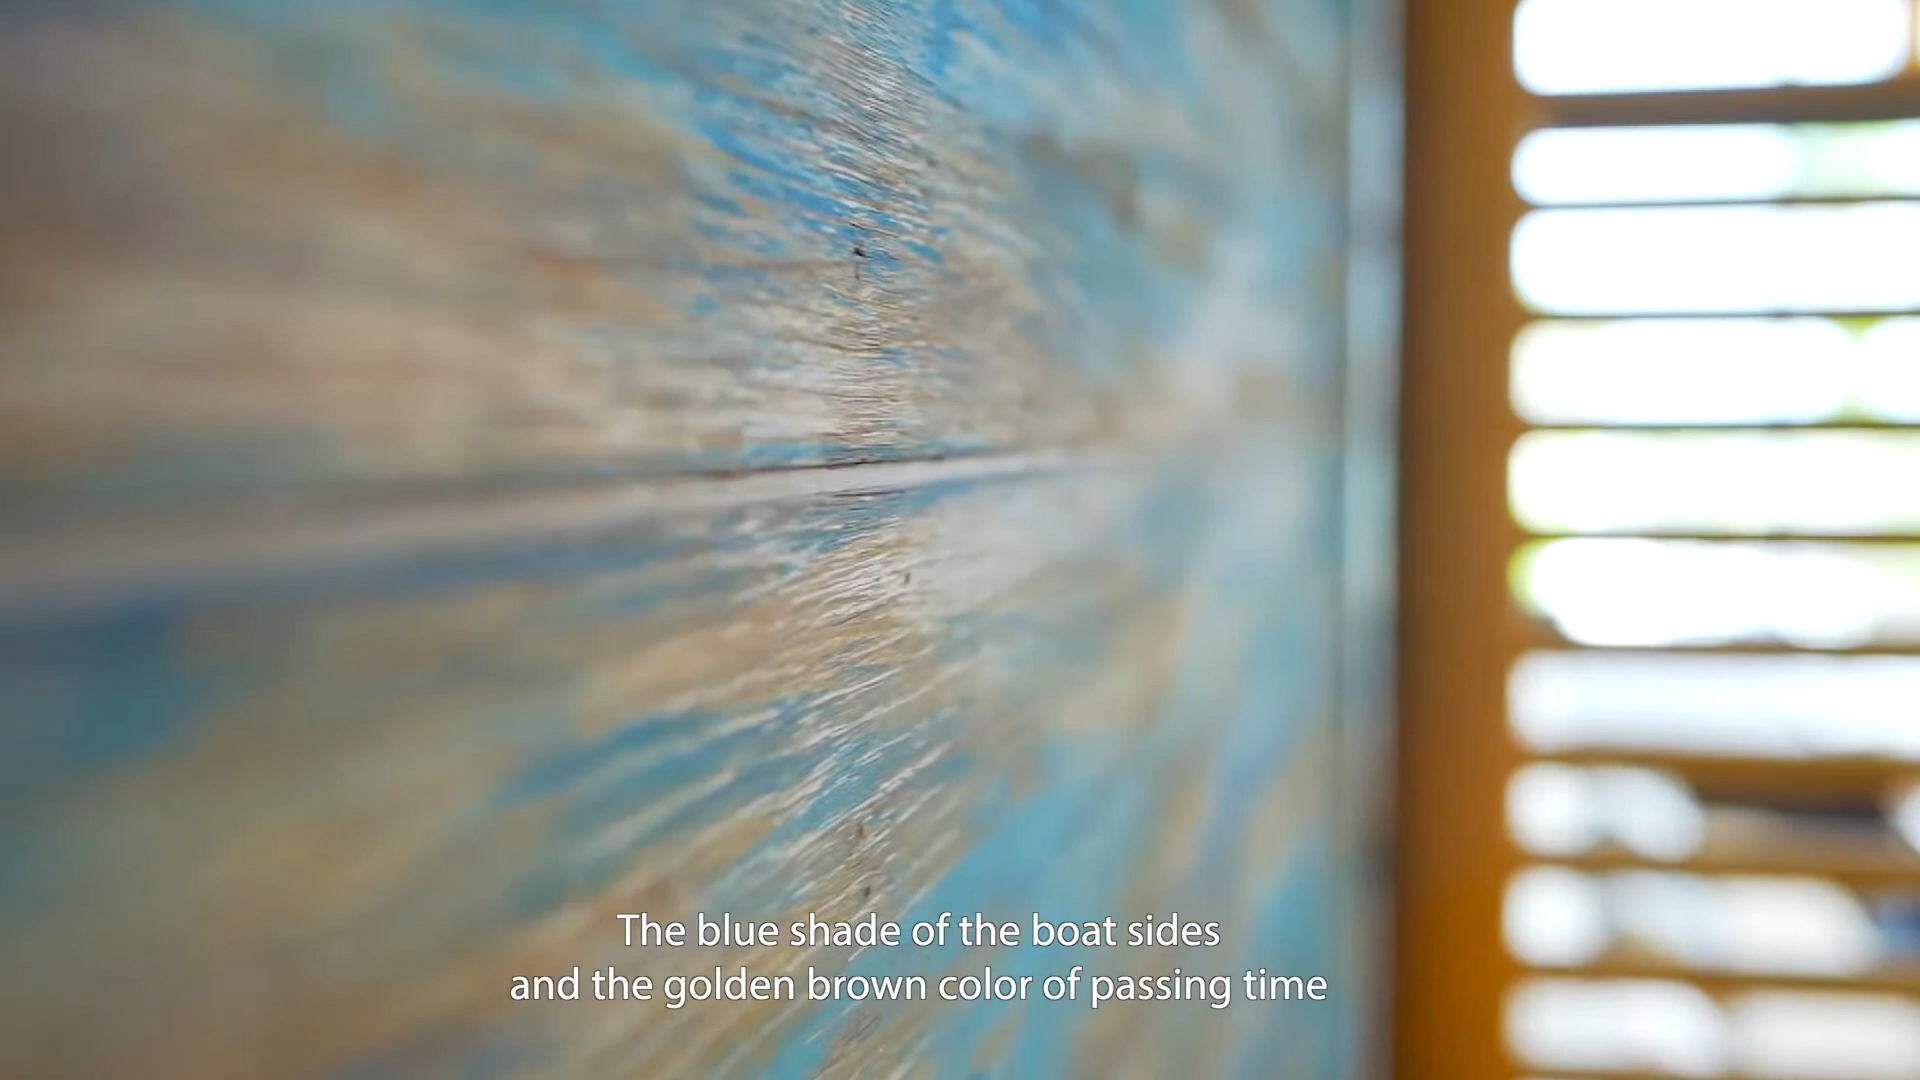 The blue shade of the boat sides
and the golden brown color of passing time